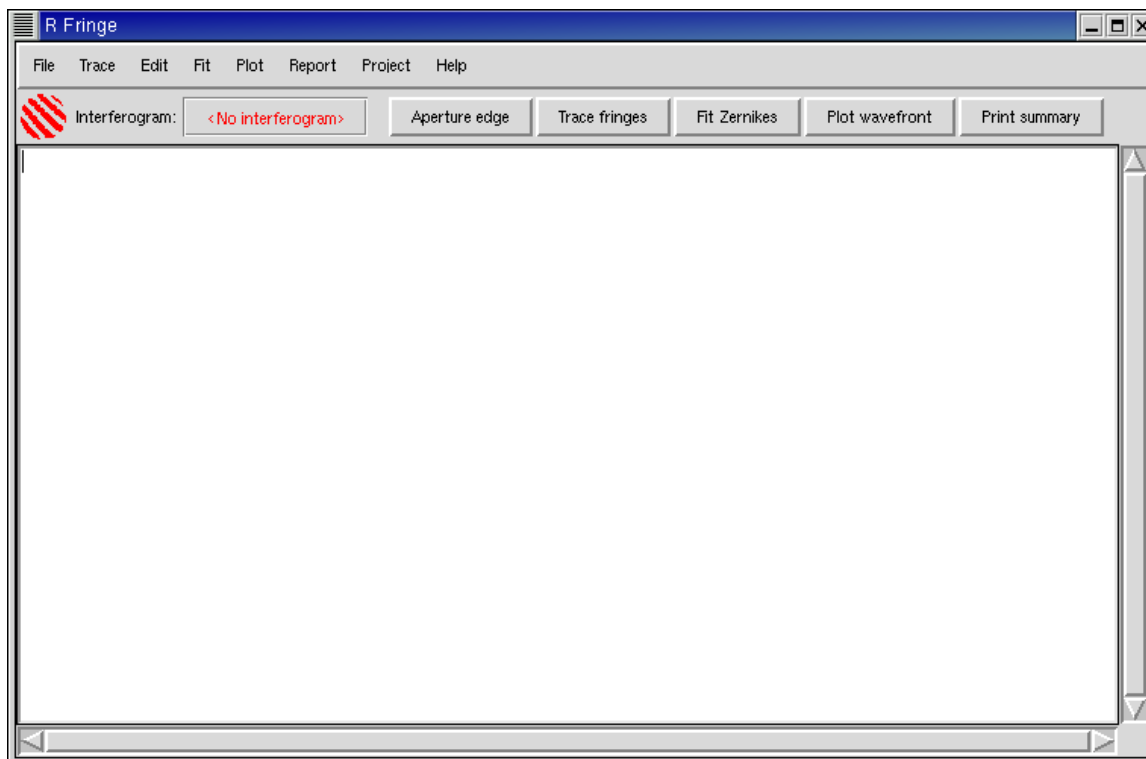 R Fringe
File Trace Edit Fit Plot Report Project Help
Interferogram: <No interferogram> Aperture edge Trace fringes Fit Zernikes Plot wavefront Print summary